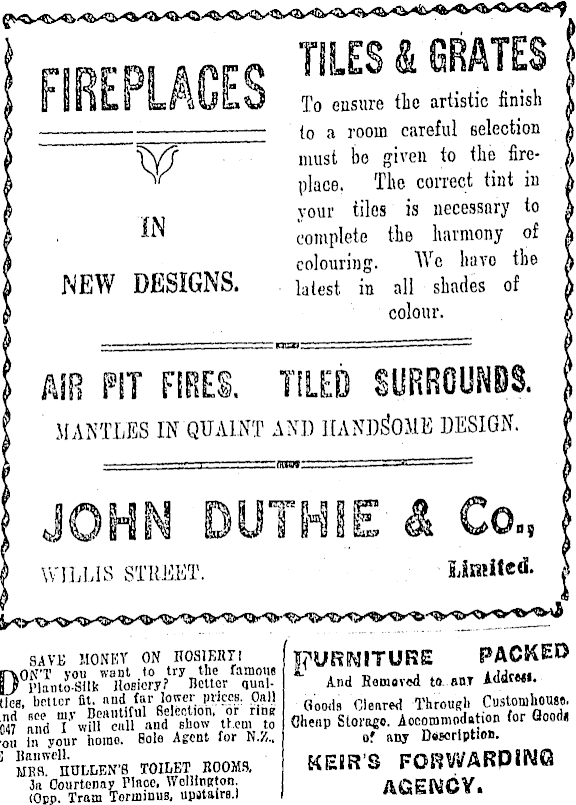 FIREPLACES
IN
NEW DESIGNS.
TILES & GRATES
To ensure the artistic finish
to a room careful selection
must be given to the fire-
place. The correct tint in
your tiles is necessary to
complete the harmony of
colouring. We have the
latest in all shades of
colour.
AIR PIT FIRES. TILED SURROUNDS.
MANTLES IN QUAINT AND HANDSOME DESIGN.
JOHN DUTHIE & Co.,
WILLIS STREET. Limited.
SAVE MONEY ON HOSIERY!
DON'T you want to try the famous
Planto-Silk Hosiery? Better qual-
ties, better fit, and far lower prices. Call
and see my Beautiful Selection, or ring
047 and I will call and show them to
you in your home. Sole Agent for N.Z.,
Banwell.
MRS. HULLEN'S TOILET ROOMS,
3a Courtenay Place, Wellington.
(Opp. Tram Terminus, upstairs.)
FURNITURE PACKED
And Removed to any Address.
Goods Cleared Through Customhouse.
Cheap Storage. Accommodation for Goods
of any Description.
KEIR'S FORWARDING
AGENCY.